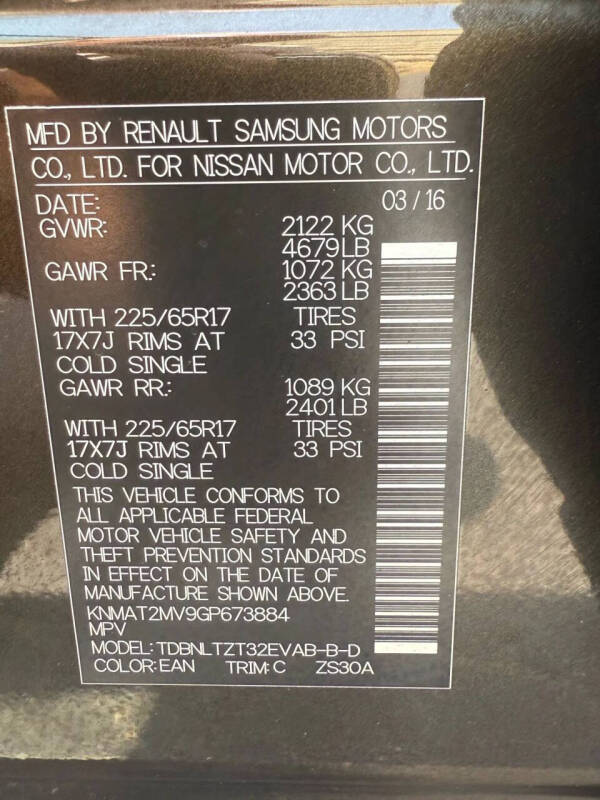 MFD BY RENAULT SAMSUNG MOTORS
CO., LTD. FOR NISSAN MOTOR CO., LTD.
DATE: 03/16
GVWR: 2122 KG
4679 LB
GAWR FR.: 1072 KG
2363 LB
WITH 225/65R17 TIRES
17X7J RIMS AT 33 PSI
COLD SINGLE
GAWR RR.: 1089 KG
2401 LB
WITH 225/65R17 TIRES
17X7J RIMS AT 33 PSI
COLD SINGLE
THIS VEHICLE CONFORMS TO
ALL APPLICABLE FEDERAL
MOTOR VEHICLE SAFETY AND
THEFT PREVENTION STANDARDS
IN EFFECT ON THE DATE OF
MANUFACTURE SHOWN ABOVE.
KNMAT2MV9GP673884
MPV
MODEL: TDBNLTZT32EVAB-B-D
COLOR: EAN TRIM: C ZS30A